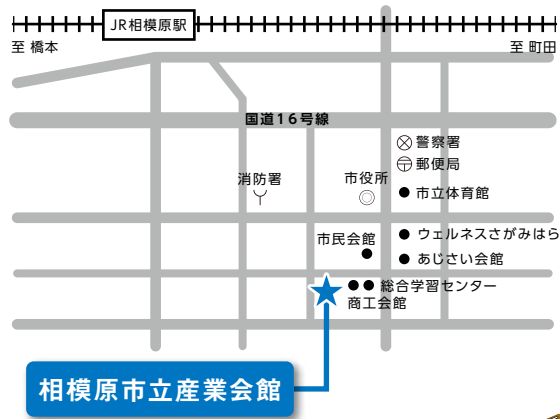 JR相模原駅
至 橋本
至 町田
国道16号線
警察署
郵便局
消防署
市役所
市立体育館
市民会館
ウェルネスさがみはら
あじさい会館
総合学習センター
商工会館
相模原市立産業会館